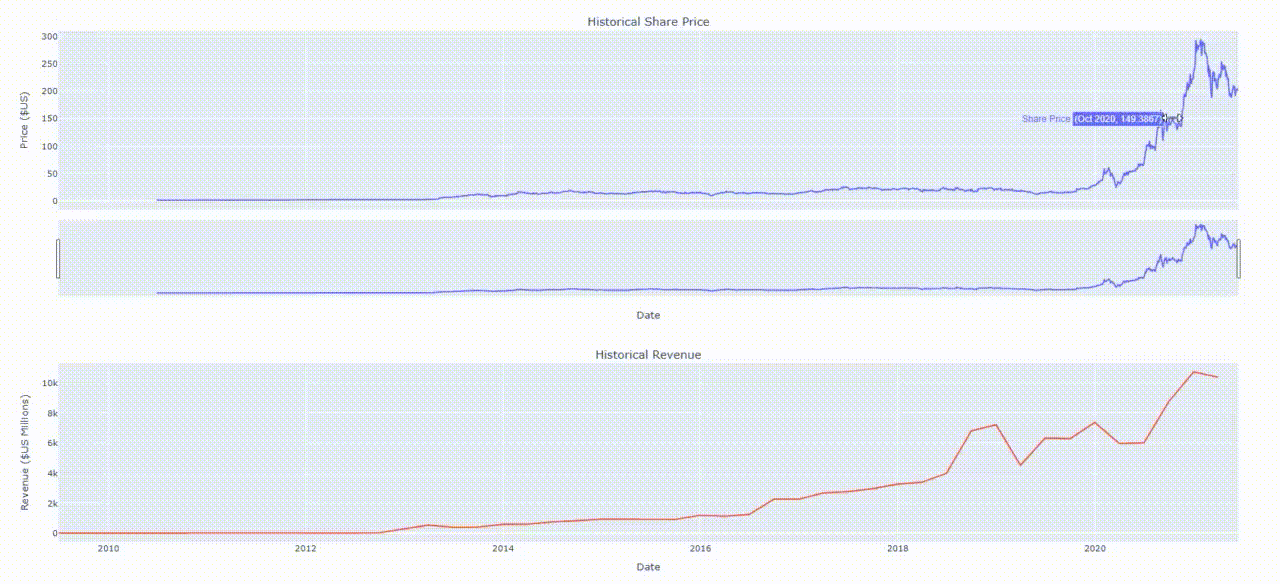 Historical Share Price
Price ($US)
300
250
200
150
100
50
0
Share Price (Oct 2020, 149.3867)
Date
Historical Revenue
Revenue ($US Millions)
10k
8k
6k
4k
2k
0
2010 2012 2014 2016 2018 2020
Date